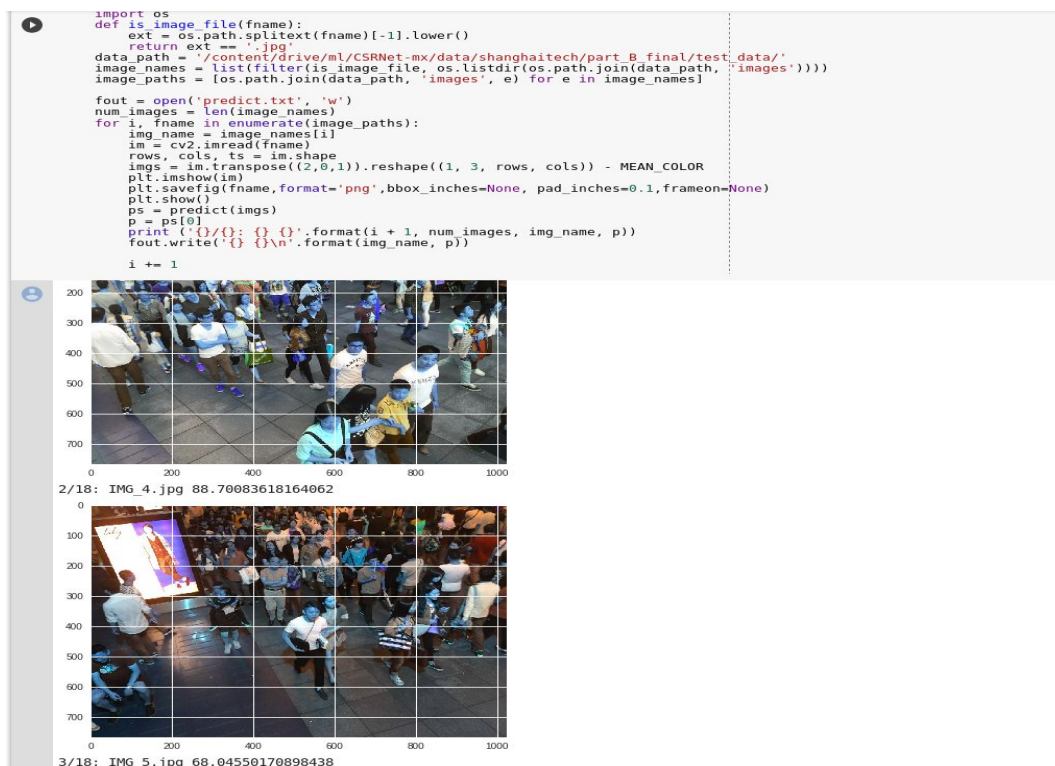 import os
def is_image_file(fname):
    ext = os.path.splitext(fname)[-1].lower()
    return ext == '.jpg'
data_path = '/content/drive/ml/CSRNet-mx/data/shanghaitech/part_B_final/test_data/'
image_names = list(filter(is_image_file, os.listdir(os.path.join(data_path, 'images'))))
image_paths = [os.path.join(data_path, 'images', e) for e in image_names]
fout = open('predict.txt', 'w')
num_images = len(image_names)
for i, fname in enumerate(image_paths):
    img_name = image_names[i]
    im = cv2.imread(fname)
    rows, cols, ts = im.shape
    imgs = im.transpose((2,0,1)).reshape((1, 3, rows, cols)) - MEAN_COLOR
    plt.imshow(im)
    plt.savefig(fname,format='png',bbox_inches=None, pad_inches=0.1,frameon=None)
    plt.show()
    ps = predict(imgs)
    p = ps[0]
    print ('{}/{}: {} {}'.format(i + 1, num_images, img_name, p))
    fout.write('{} {}\n'.format(img_name, p))
    i += 1
200
300
400
500
600
700
0 200 400 600 800 1000
2/18: IMG_4.jpg 88.70083618164062
0
100
200
300
400
500
600
700
0 200 400 600 800 1000
3/18: IMG_5.jpg 68.04550170898438